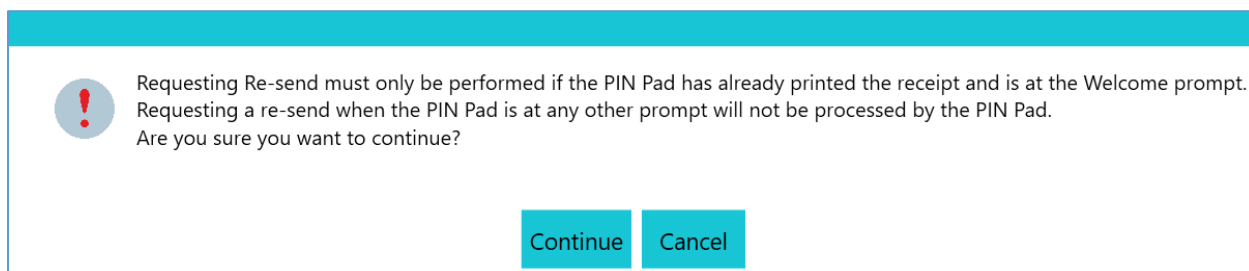 Requesting Re-send must only be performed if the PIN Pad has already printed the receipt and is at the Welcome prompt.
Requesting a re-send when the PIN Pad is at any other prompt will not be processed by the PIN Pad.
Are you sure you want to continue?
Continue Cancel